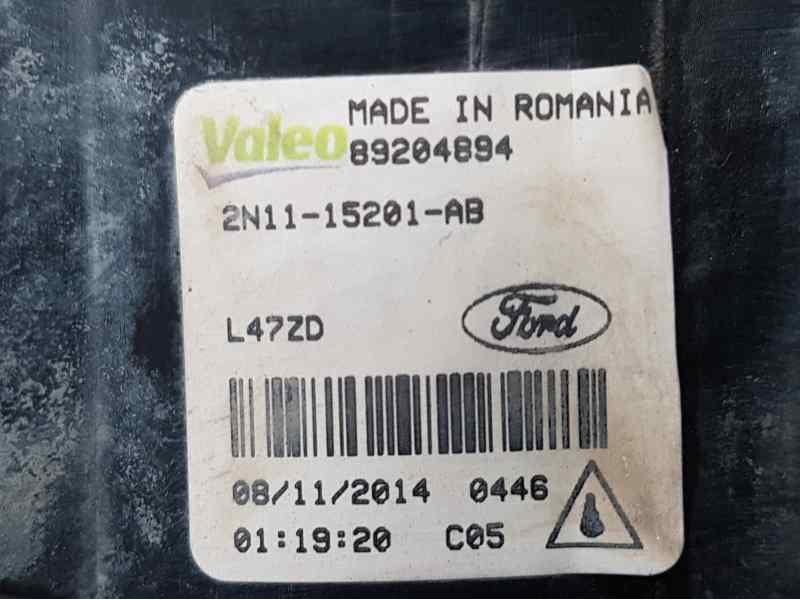 Valeo MADE IN ROMANIA
89204894
2N11-15201-AB
L47ZD Ford
08/11/2014 0446
01:19:20 C05